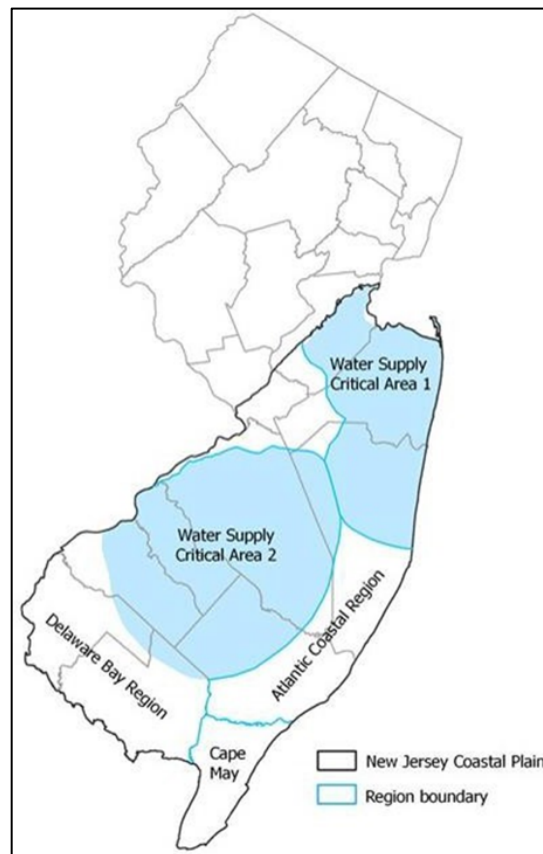 Water Supply
Critical Area 1
Water Supply
Critical Area 2
Delaware Bay Region
Atlantic Coastal Region
Cape
May
New Jersey Coastal Plain
Region boundary